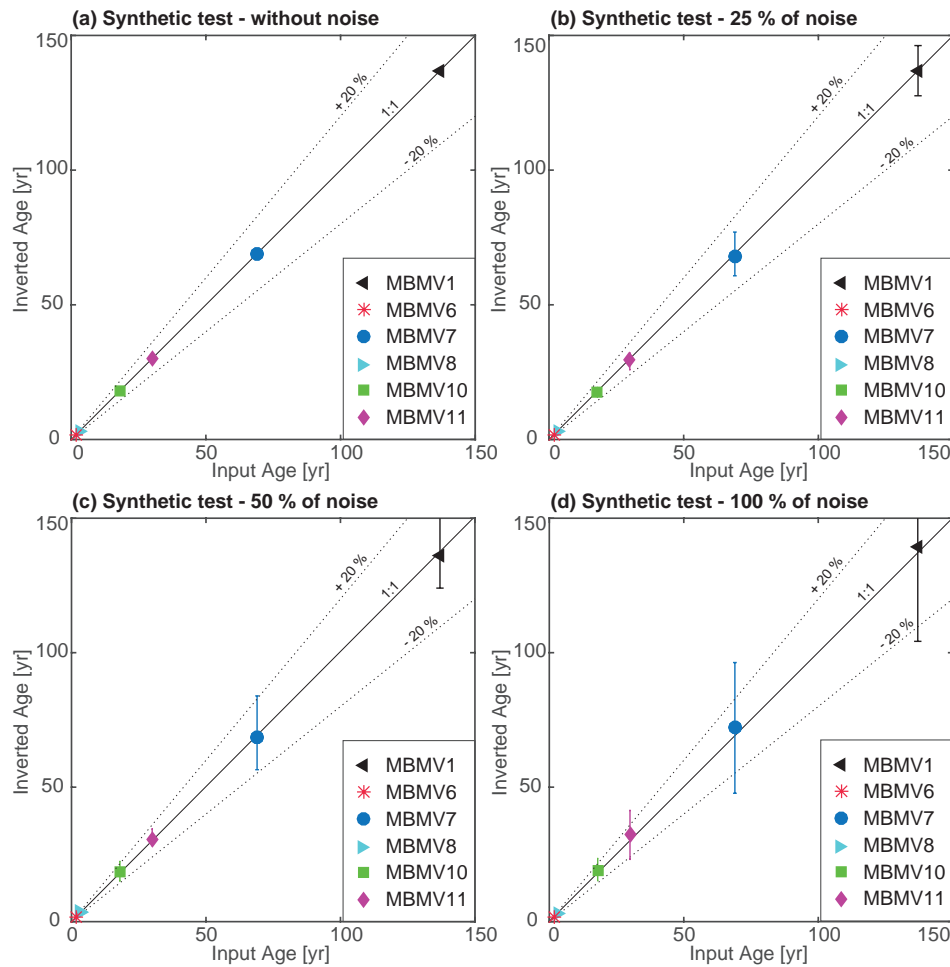 (a) Synthetic test - without noise
150
100
50
0
Inverted Age [yr]
+ 20 %
1:1
- 20 %
MBMV1
MBMV6
MBMV7
MBMV8
MBMV10
MBMV11
0 50 100 150
Input Age [yr]
(b) Synthetic test - 25 % of noise
150
100
50
0
Inverted Age [yr]
+ 20 %
1:1
- 20 %
MBMV1
MBMV6
MBMV7
MBMV8
MBMV10
MBMV11
0 50 100 150
Input Age [yr]
(c) Synthetic test - 50 % of noise
150
100
50
0
Inverted Age [yr]
+ 20 %
1:1
- 20 %
MBMV1
MBMV6
MBMV7
MBMV8
MBMV10
MBMV11
0 50 100 150
Input Age [yr]
(d) Synthetic test - 100 % of noise
150
100
50
0
Inverted Age [yr]
+ 20 %
1:1
- 20 %
MBMV1
MBMV6
MBMV7
MBMV8
MBMV10
MBMV11
0 50 100 150
Input Age [yr]